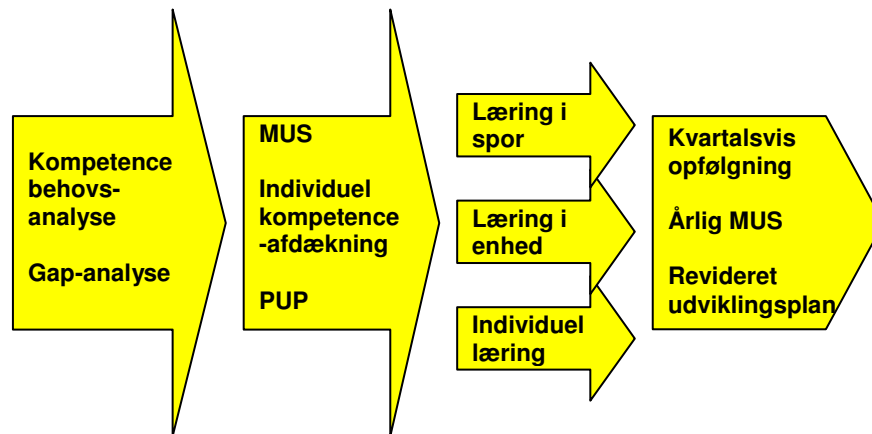 Kompetence
behovs-
analyse
Gap-analyse
MUS
Individuel
kompetence
-afdækning
PUP
Læring i
spor
Læring i
enhed
Individuel
læring
Kvartalsvis
opfølgning
Årlig MUS
Revideret
udviklingsplan